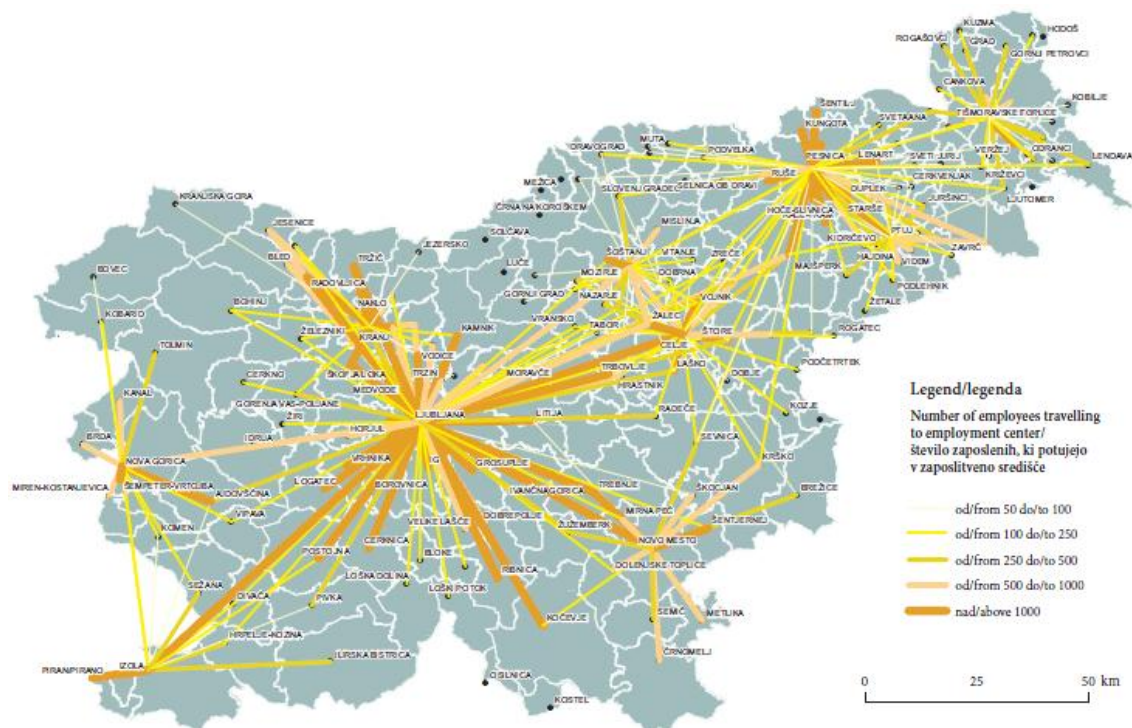 KUZMA
HODOŠ
ROGAŠOVCI
GRAD
GORNJI PETROVCI
CANKOVA
KOBILJE
ŠENTILJ
TIŠMORAVSKE TOPLICE
KUNGOTA
SVETA ANA
MUTA
DRAVOGRAD
PODVELKA
PESNICA
LENART
SVETI JURIJ
VERŽEJ
ODRANCI
LENDAVA
MEŽICA
RUŠE
CERKVENJAK
KRIŽEVCI
SLOVENJ GRADEC
SELNICA OB DRAVI
DUPLEK
LJUTOMER
KRANJSKA GORA
ČRNA NA KOROŠKEM
JURŠINCI
HOČE-SLIVNICA
STARŠE
MISLINJA
JESENICE
SOLČAVA
KIDRIČEVO
PTUJ
ZAVRČ
JEZERSKO
ŠOŠTANJ
VITANJE
ZREČE
HAJDINA
VIDEM
BLED
TRŽIČ
LUČE
MOZIRJE
DOBRNA
MAJŠPERK
BOVEC
RADOVLJICA
PODLEHNIK
NAKLO
GORNJI GRAD
NAZARJE
VOJNIK
ŽETALE
BOHINJ
KOBARID
VRANSKO
ŽALEC
TABOR
ŠTORE
ROGATEC
ŽELEZNIKI
KRANJ
KAMNIK
TOLMIN
VODICE
CELJE
CERKNO
ŠKOFJA LOKA
TRZIN
MORAVČE
TRBOVLJE
LAŠKO
PODČETRTEK
HRASTNIK
DOBJE
KANAL
MEDVODE
GORENJA VAS-POLJANE
LJUBLJANA
LITIJA
RADEČE
KOZJE
ŽIRI
HORJUL
BRDA
IDRIJA
SEVNICA
NOVA GORICA
VRHNIKA
IG
GROSUPLJE
KRŠKO
MIREN-KOSTANJEVICA
ŠEMPETER-VRTOJBA
LOGATEC
BOROVNICA
IVANČNA GORICA
TREBNJE
ŠKOCJAN
BREŽICE
AJDOVŠČINA
MIRNA PEČ
VIPAVA
VELIKE LAŠČE
DOBREPOLJE
ŽUŽEMBERK
ŠENTJERNEJ
KOMEN
CERKNICA
NOVO MESTO
POSTOJNA
BLOKE
DOLENJSKE TOPLICE
SEŽANA
LOŠKA DOLINA
RIBNICA
DIVAČA
PIVKA
LOŠKI POTOK
KOČEVJE
SEMIČ
METLIKA
HRPELJE-KOZINA
ČRNOMELJ
PIRAN/PIRANO
IZOLA
ILIRSKA BISTRICA
OSILNICA
KOSTEL
Legend/legenda
Number of employees travelling
to employment center/
število zaposlenih, ki potujejo
v zaposlitveno središče
od/from 50 do/to 100
od/from 100 do/to 250
od/from 250 do/to 500
od/from 500 do/to 1000
nad/above 1000
0 25 50 km